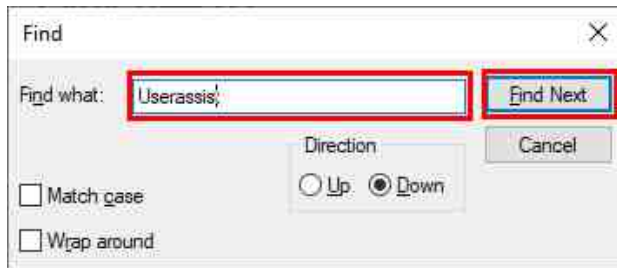 Find
Find what: Userassis Find Next
Direction Cancel
Up Down
Match case
Wrap around